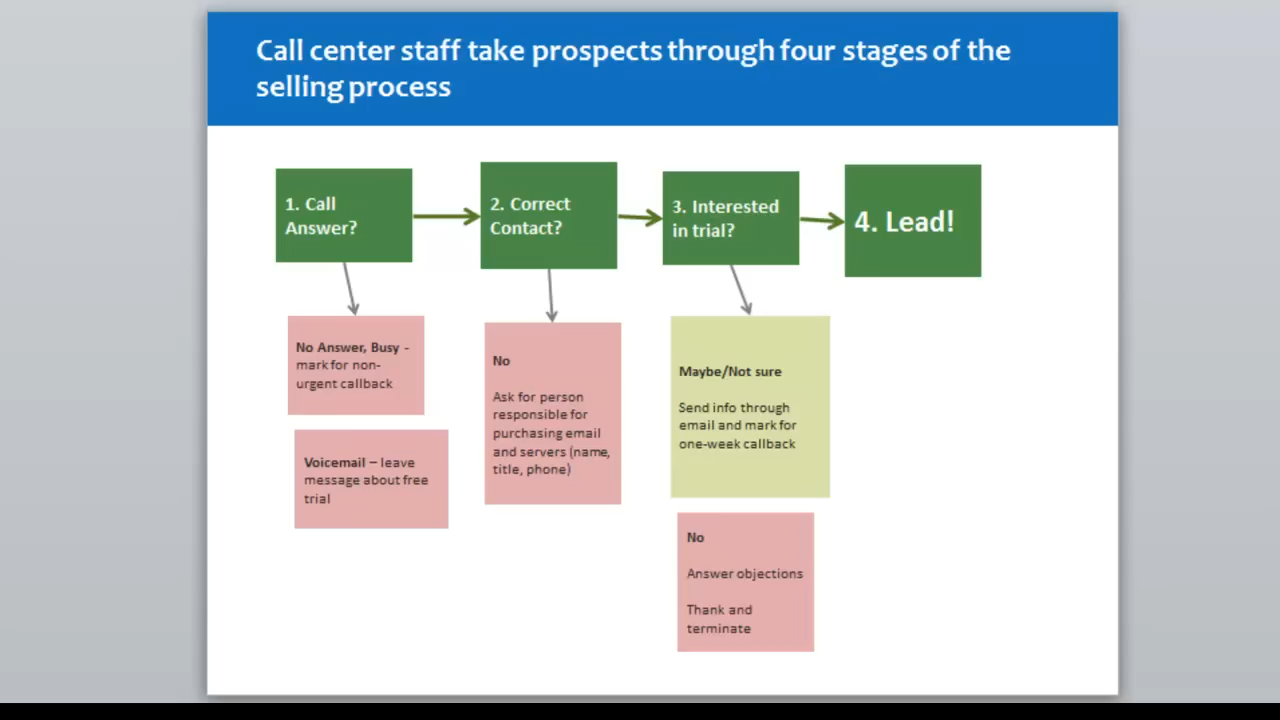 Call center staff take prospects through four stages of the
selling process
1. Call
Answer?
2. Correct
Contact?
3. Interested
in trial?
4. Lead!
No Answer, Busy -
mark for non-
urgent callback
Voicemail – leave
message about free
trial
No
Ask for person
responsible for
purchasing email
and servers (name,
title, phone)
Maybe/Not sure
Send info through
email and mark for
one-week callback
No
Answer objections
Thank and
terminate